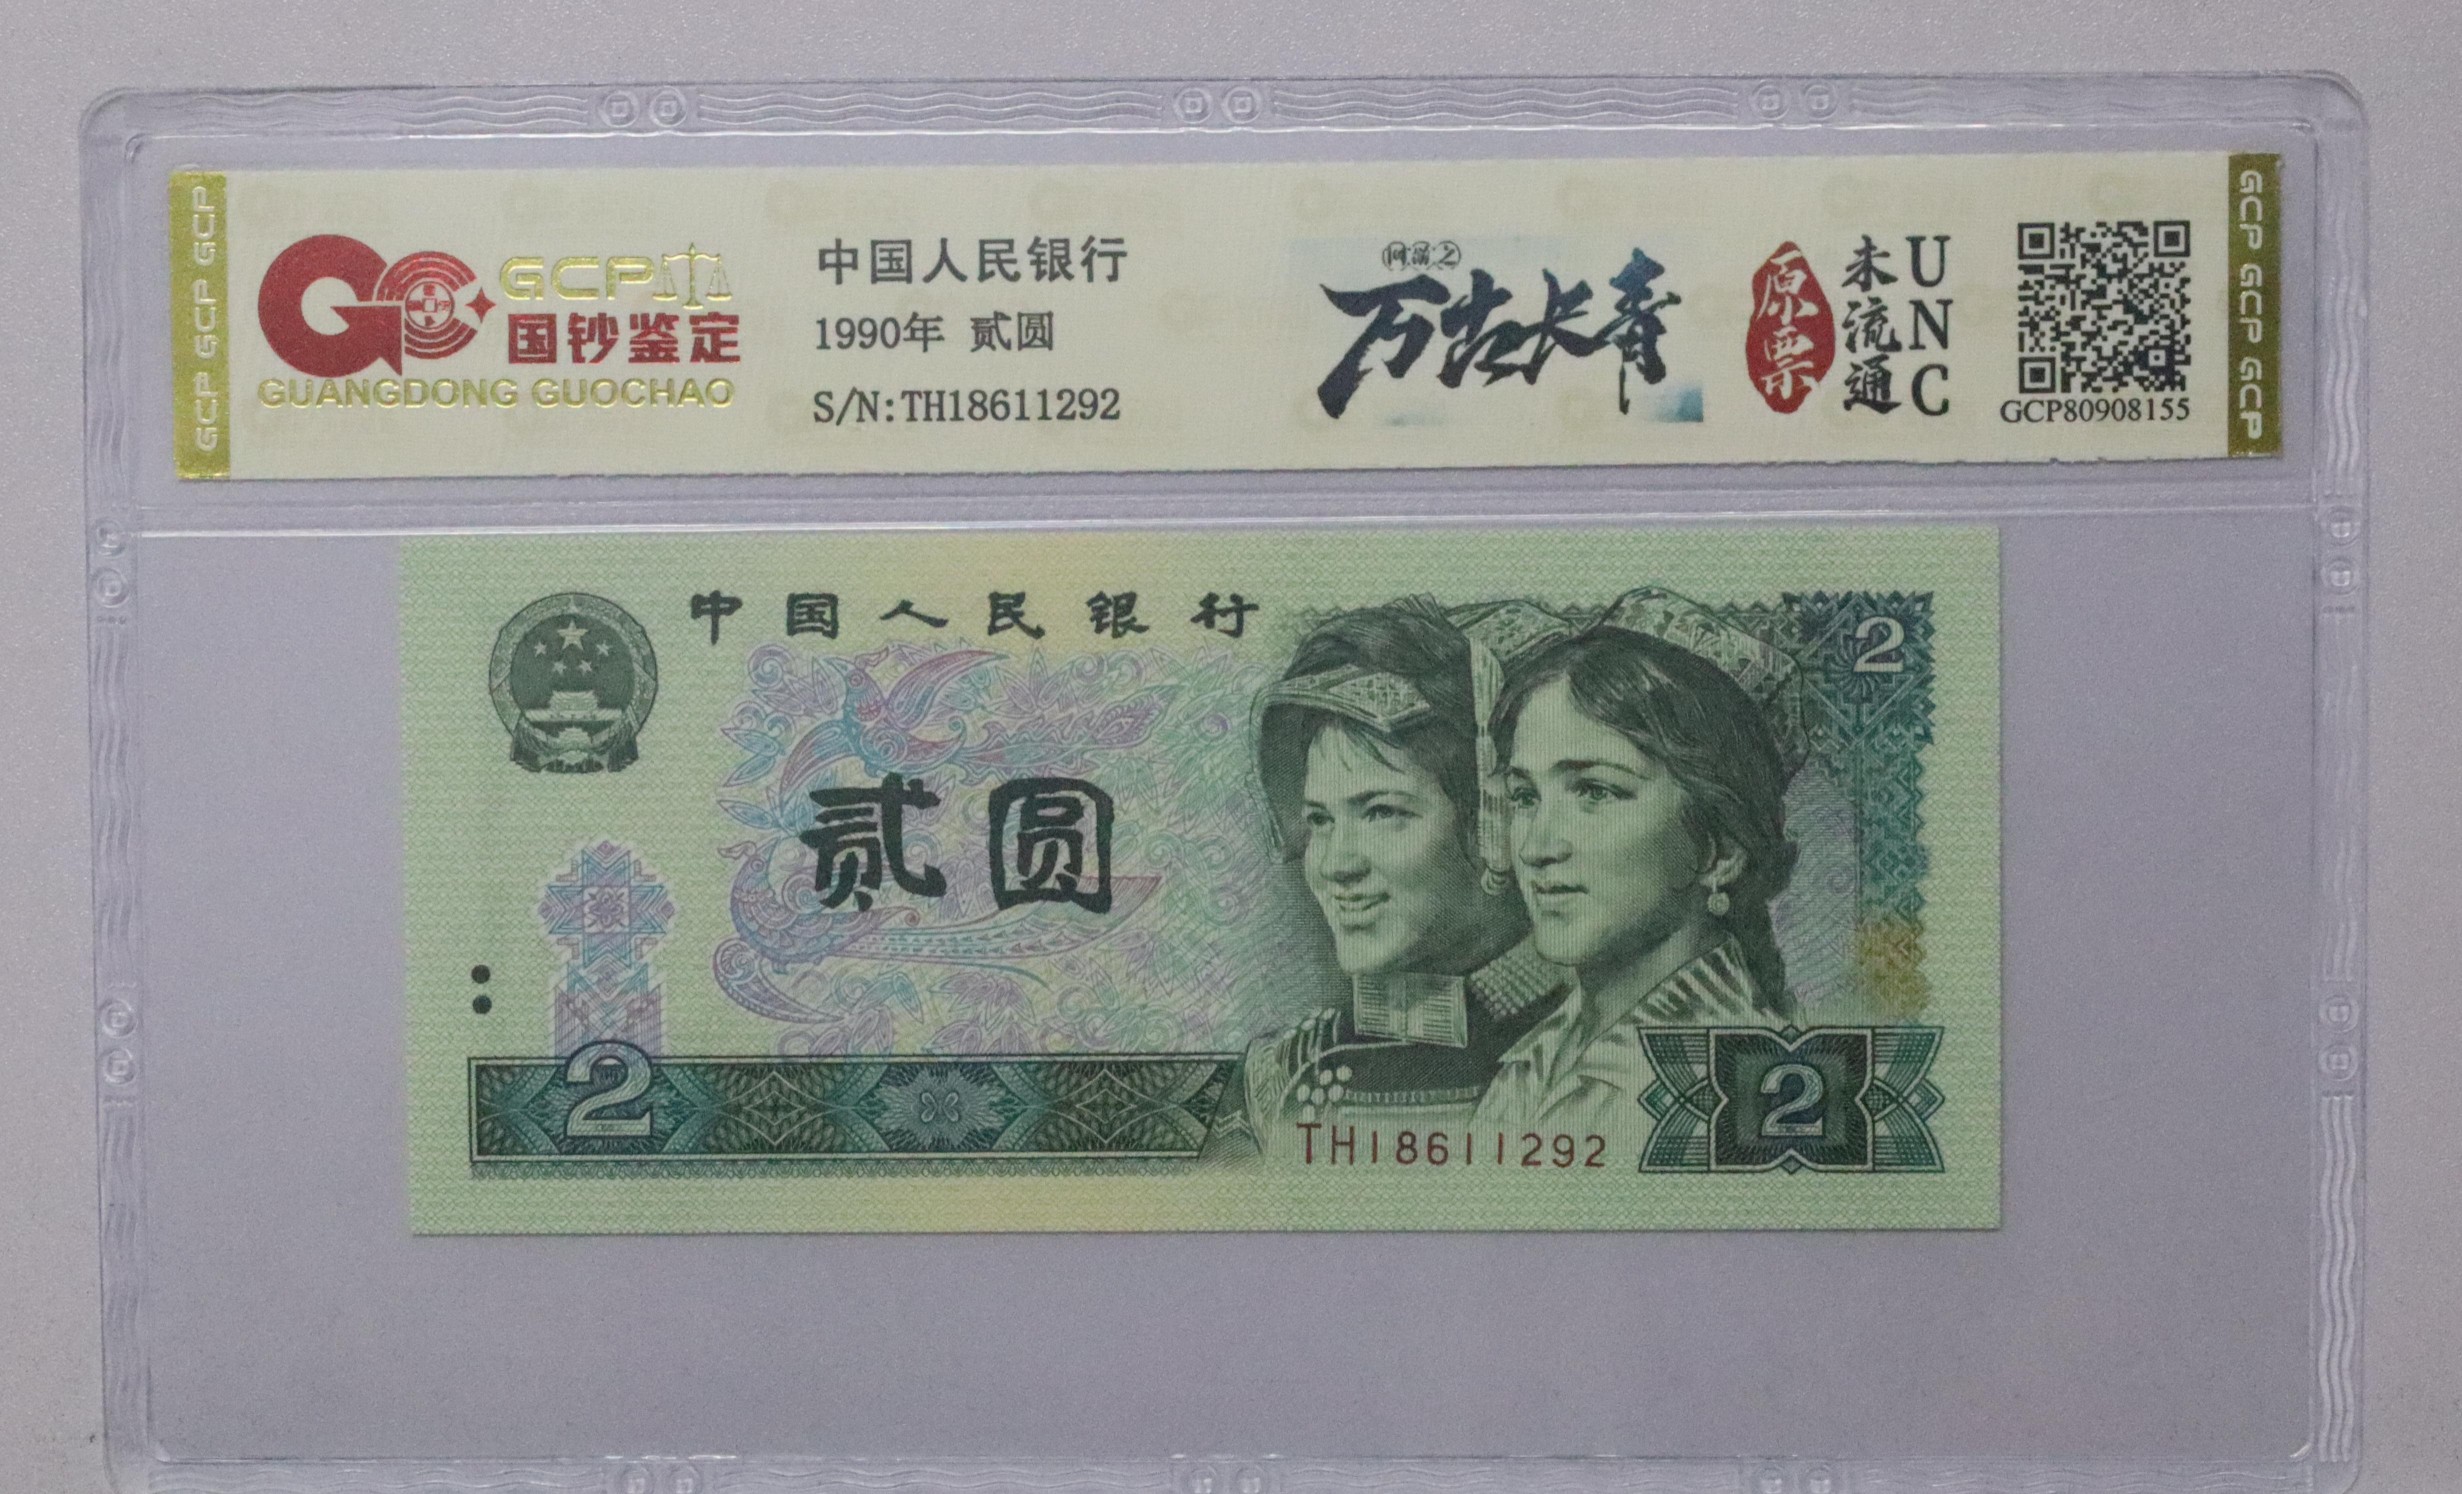 GCP GCP GCP
GCP
国钞鉴定
GUANGDONG GUOCHAO
中国人民银行
1990年 贰圆
S/N:TH18611292
万古长青
原票
未流通
UNC
GCP80908155
GCP GCP GCP
中国人民银行
2
贰圆
2
TH18611292
2